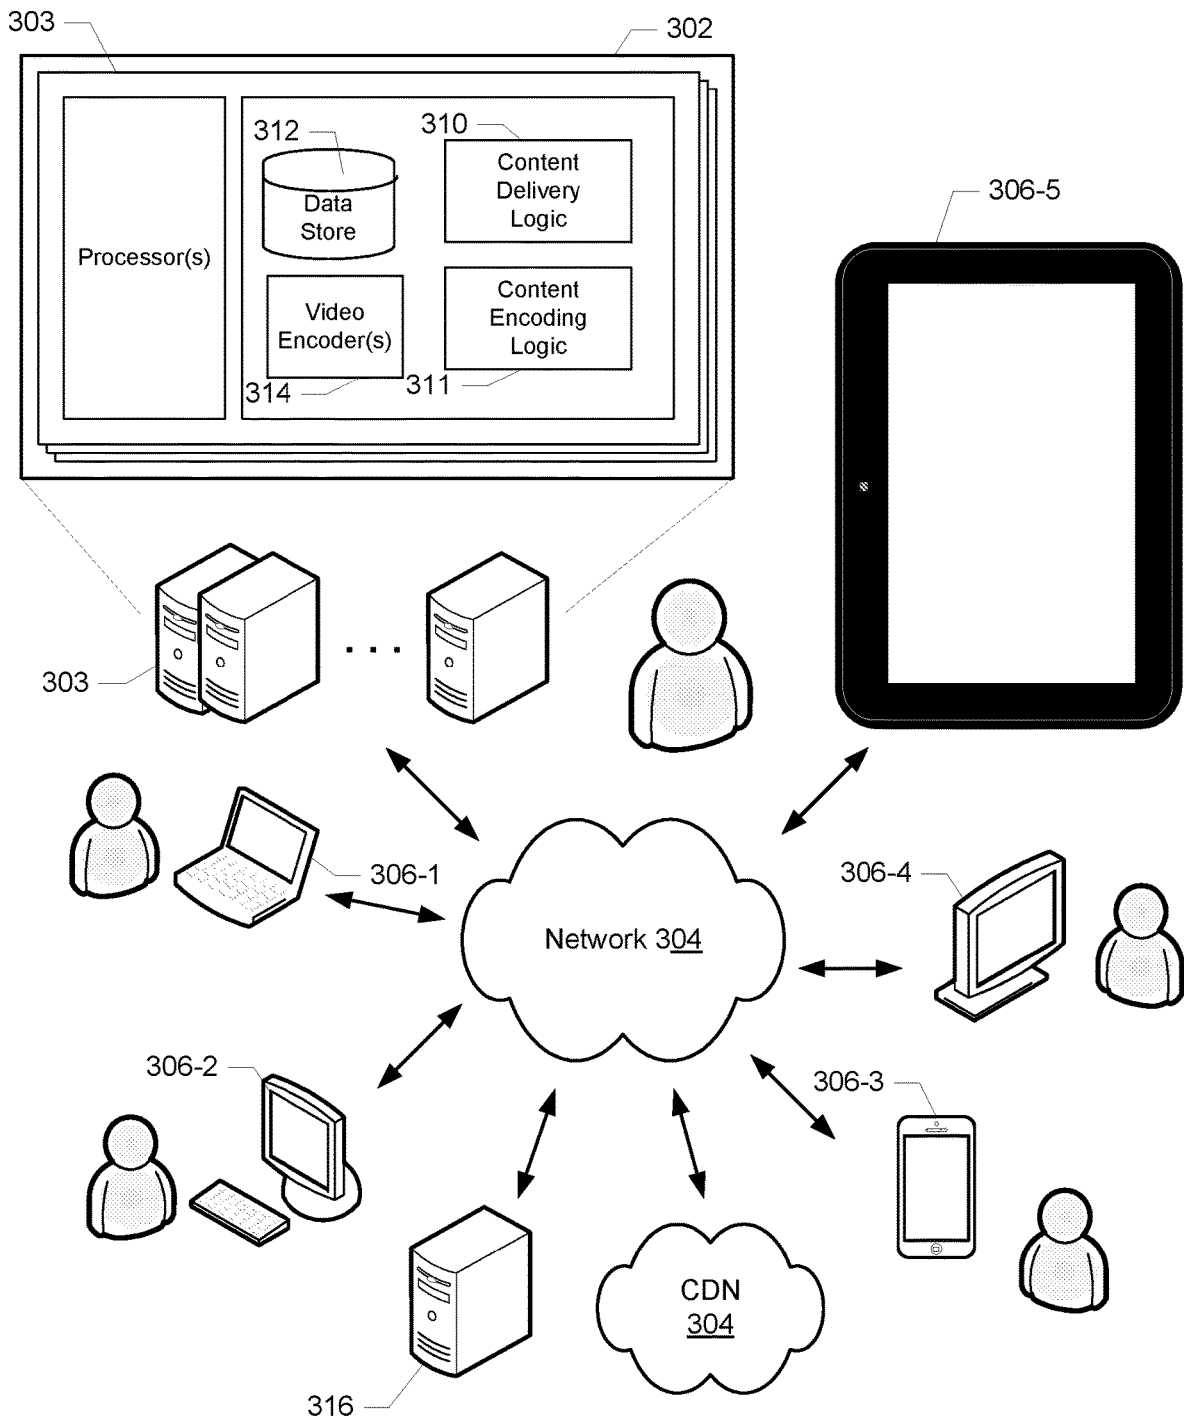 303
302
312
310
Content
Delivery
Logic
Data
Store
Processor(s)
Video
Encoder(s)
Content
Encoding
Logic
314
311
306-5
303
306-1
306-4
Network 304
306-2
306-3
CDN
304
316